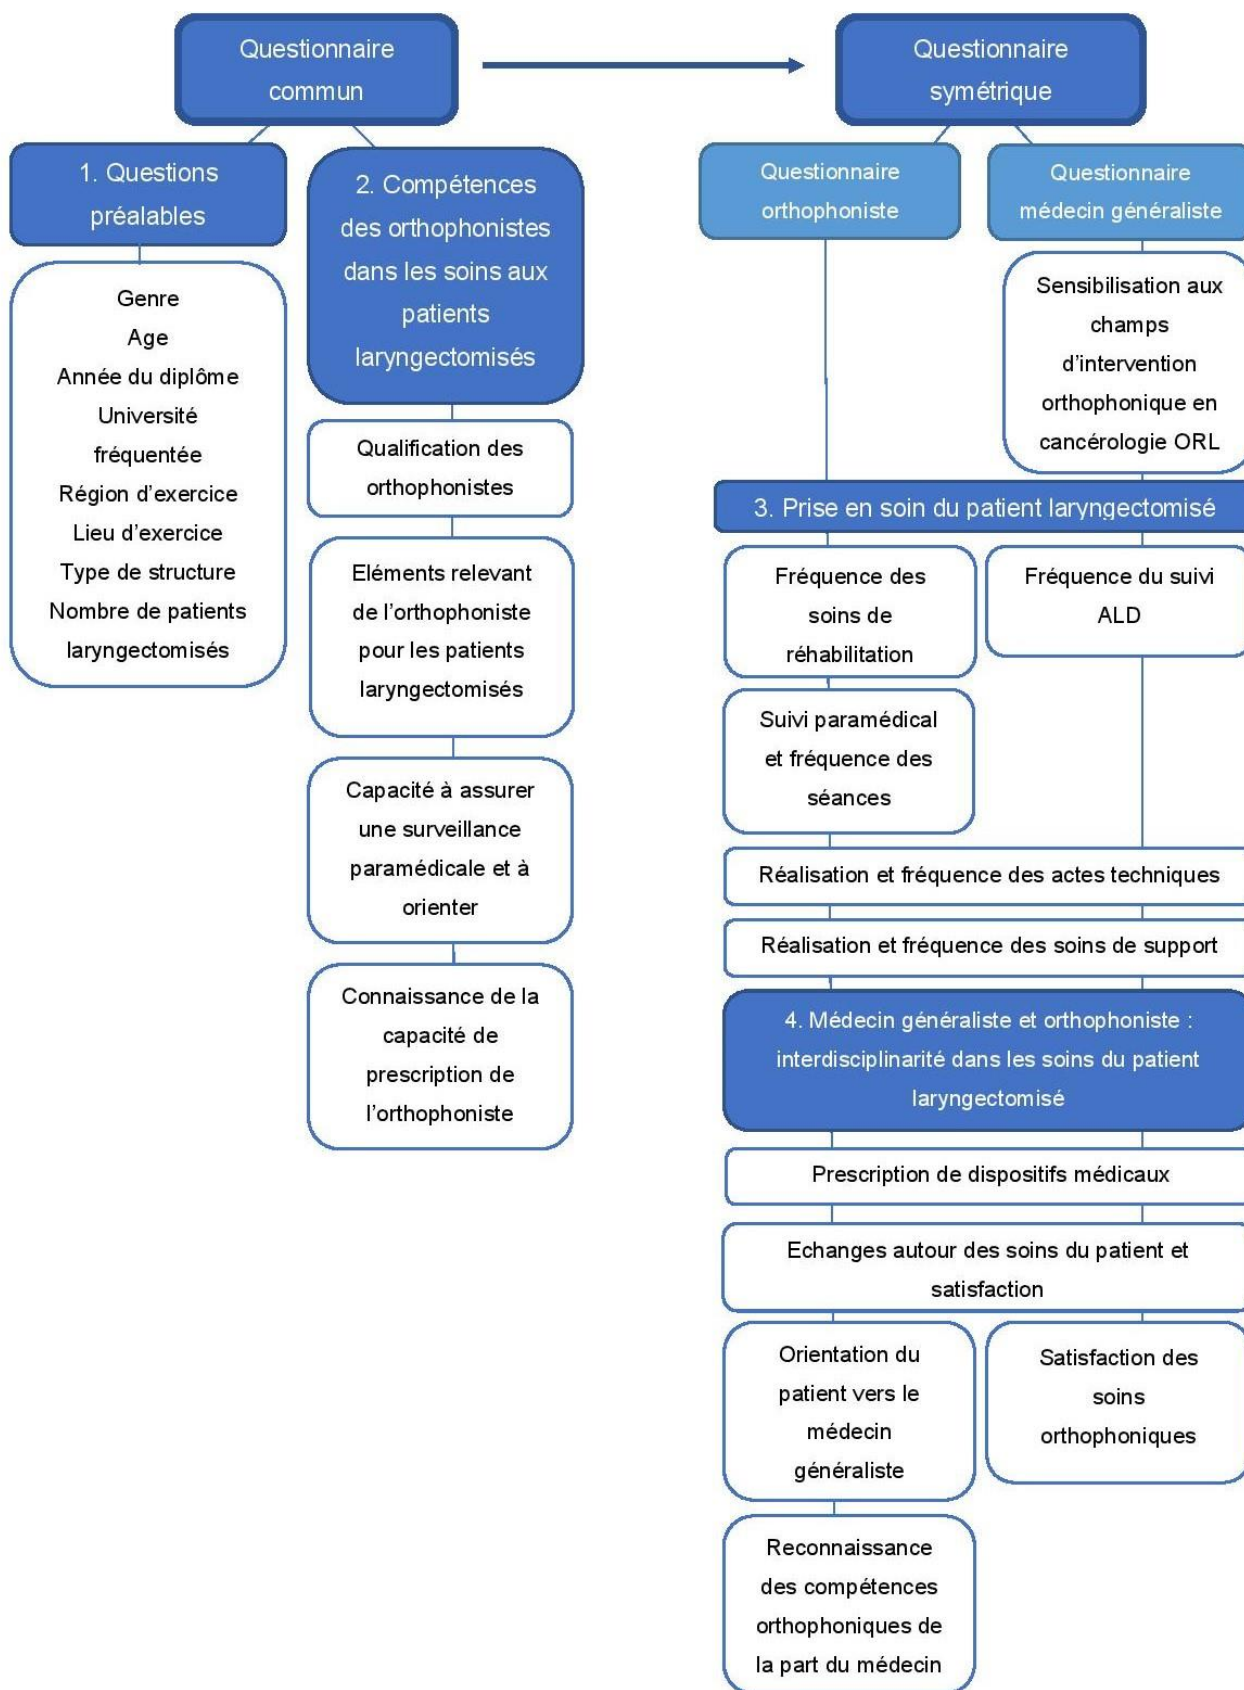 Questionnaire
commun
Questionnaire
symétrique
1. Questions
préalables
2. Compétences
des orthophonistes
dans les soins aux
patients
laryngectomisés
Questionnaire
orthophoniste
Questionnaire
médecin généraliste
Genre
Age
Année du diplôme
Université
fréquentée
Région d’exercice
Lieu d’exercice
Type de structure
Nombre de patients
laryngectomisés
Qualification des
orthophonistes
Eléments relevant
de l’orthophoniste
pour les patients
laryngectomisés
Capacité à assurer
une surveillance
paramédicale et à
orienter
Connaissance de la
capacité de
prescription de
l’orthophoniste
Sensibilisation aux
champs
d’intervention
orthophonique en
cancérologie ORL
3. Prise en soin du patient laryngectomisé
Fréquence des
soins de
réhabilitation
Fréquence du suivi
ALD
Suivi paramédical
et fréquence des
séances
Réalisation et fréquence des actes techniques
Réalisation et fréquence des soins de support
4. Médecin généraliste et orthophoniste :
interdisciplinarité dans les soins du patient
laryngectomisé
Prescription de dispositifs médicaux
Echanges autour des soins du patient et
satisfaction
Orientation du
patient vers le
médecin
généraliste
Satisfaction des
soins
orthophoniques
Reconnaissance
des compétences
orthophoniques de
la part du médecin